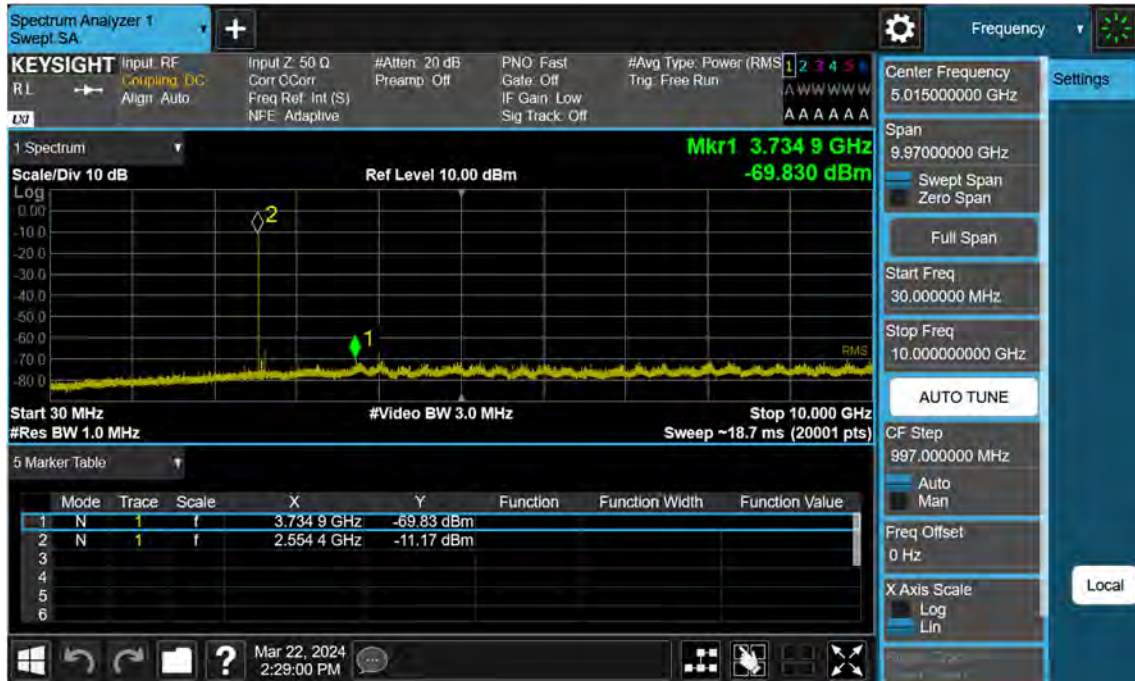 Spectrum Analyzer 1
Swept SA
+
Frequency
KEYSIGHT Input: RF Input Z: 50 Ω #Atten: 20 dB PNO: Fast #Avg Type: Power (RMS 1 2 3 4 5 6
RL Coupling: DC Corr CCorr Preamp: Off Gate: Off Trig: Free Run A W W W W W
Align: Auto Freq Ref: Int (S) IF Gain: Low
LXI NFE: Adaptive Sig Track: Off A A A A A A
1 Spectrum
Mkr1 3.734 9 GHz
Scale/Div 10 dB Ref Level 10.00 dBm -69.830 dBm
Log
0.00
-10.0
-20.0
-30.0
-40.0
-50.0
-60.0
-70.0
-80.0
2
1
RMS
Start 30 MHz #Video BW 3.0 MHz Stop 10.000 GHz
#Res BW 1.0 MHz Sweep ~18.7 ms (20001 pts)
5 Marker Table
Mode Trace Scale X Y Function Function Width Function Value
1 N 1 f 3.734 9 GHz -69.83 dBm
2 N 1 f 2.554 4 GHz -11.17 dBm
3
4
5
6
?
Mar 22, 2024
2:29:00 PM
Center Frequency
5.015000000 GHz
Span
9.97000000 GHz
Swept Span
Zero Span
Full Span
Start Freq
30.000000 MHz
Stop Freq
10.000000000 GHz
AUTO TUNE
CF Step
997.000000 MHz
Auto
Man
Freq Offset
0 Hz
X Axis Scale
Log
Lin
Settings
Local